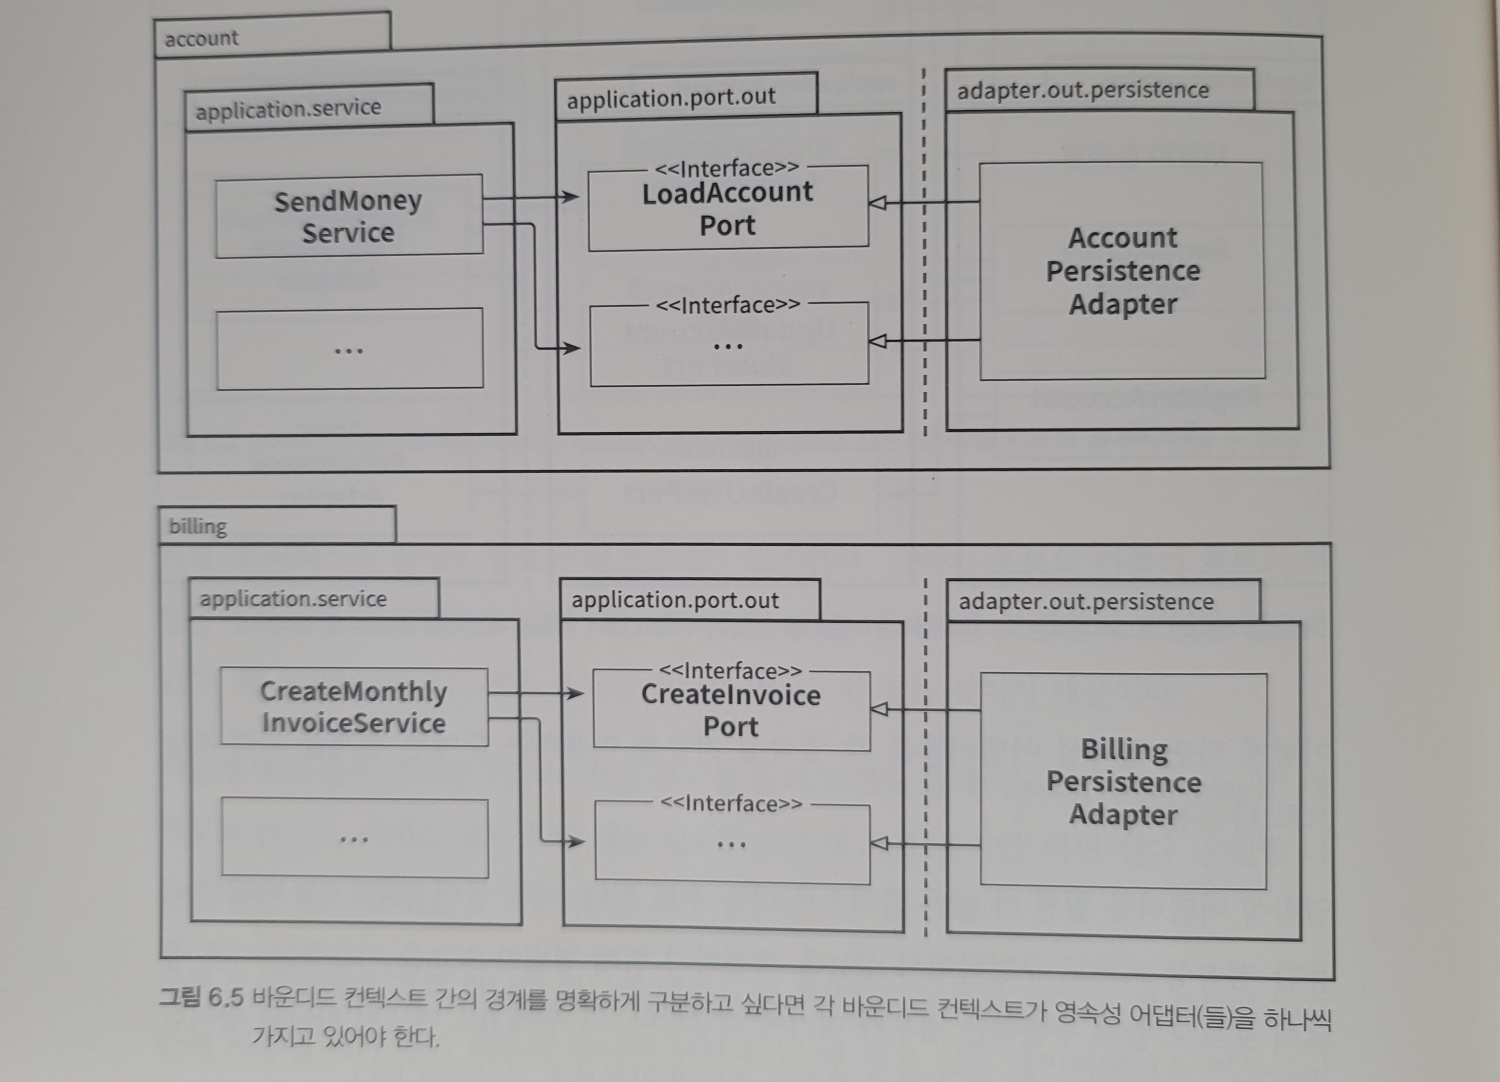 account
application.service
application.port.out
adapter.out.persistence
SendMoney
Service
...
<<Interface>>
LoadAccount
Port
<<Interface>>
...
Account
Persistence
Adapter
billing
application.service
application.port.out
adapter.out.persistence
CreateMonthly
InvoiceService
...
<<Interface>>
CreateInvoice
Port
<<Interface>>
...
Billing
Persistence
Adapter
그림 6.5 바운디드 컨텍스트 간의 경계를 명확하게 구분하고 싶다면 각 바운디드 컨텍스트가 영속성 어댑터(들)을 하나씩
가지고 있어야 한다.